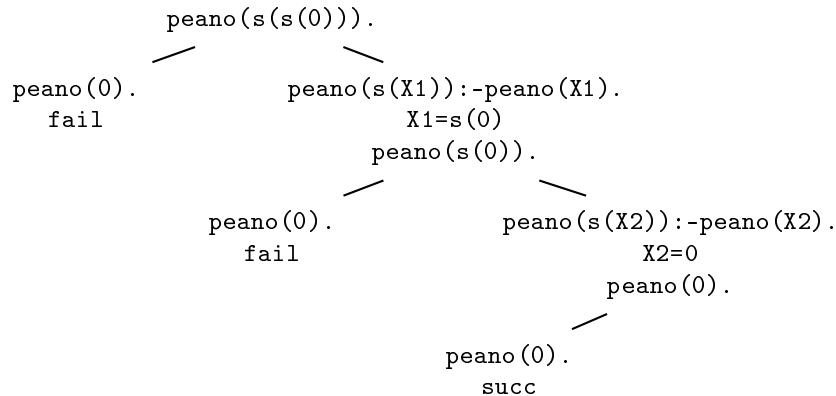 peano(s(s(0))).
peano(0). peano(s(X1)):-peano(X1).
fail X1=s(0)
peano(s(0)).
peano(0). peano(s(X2)):-peano(X2).
fail X2=0
peano(0).
peano(0).
succ